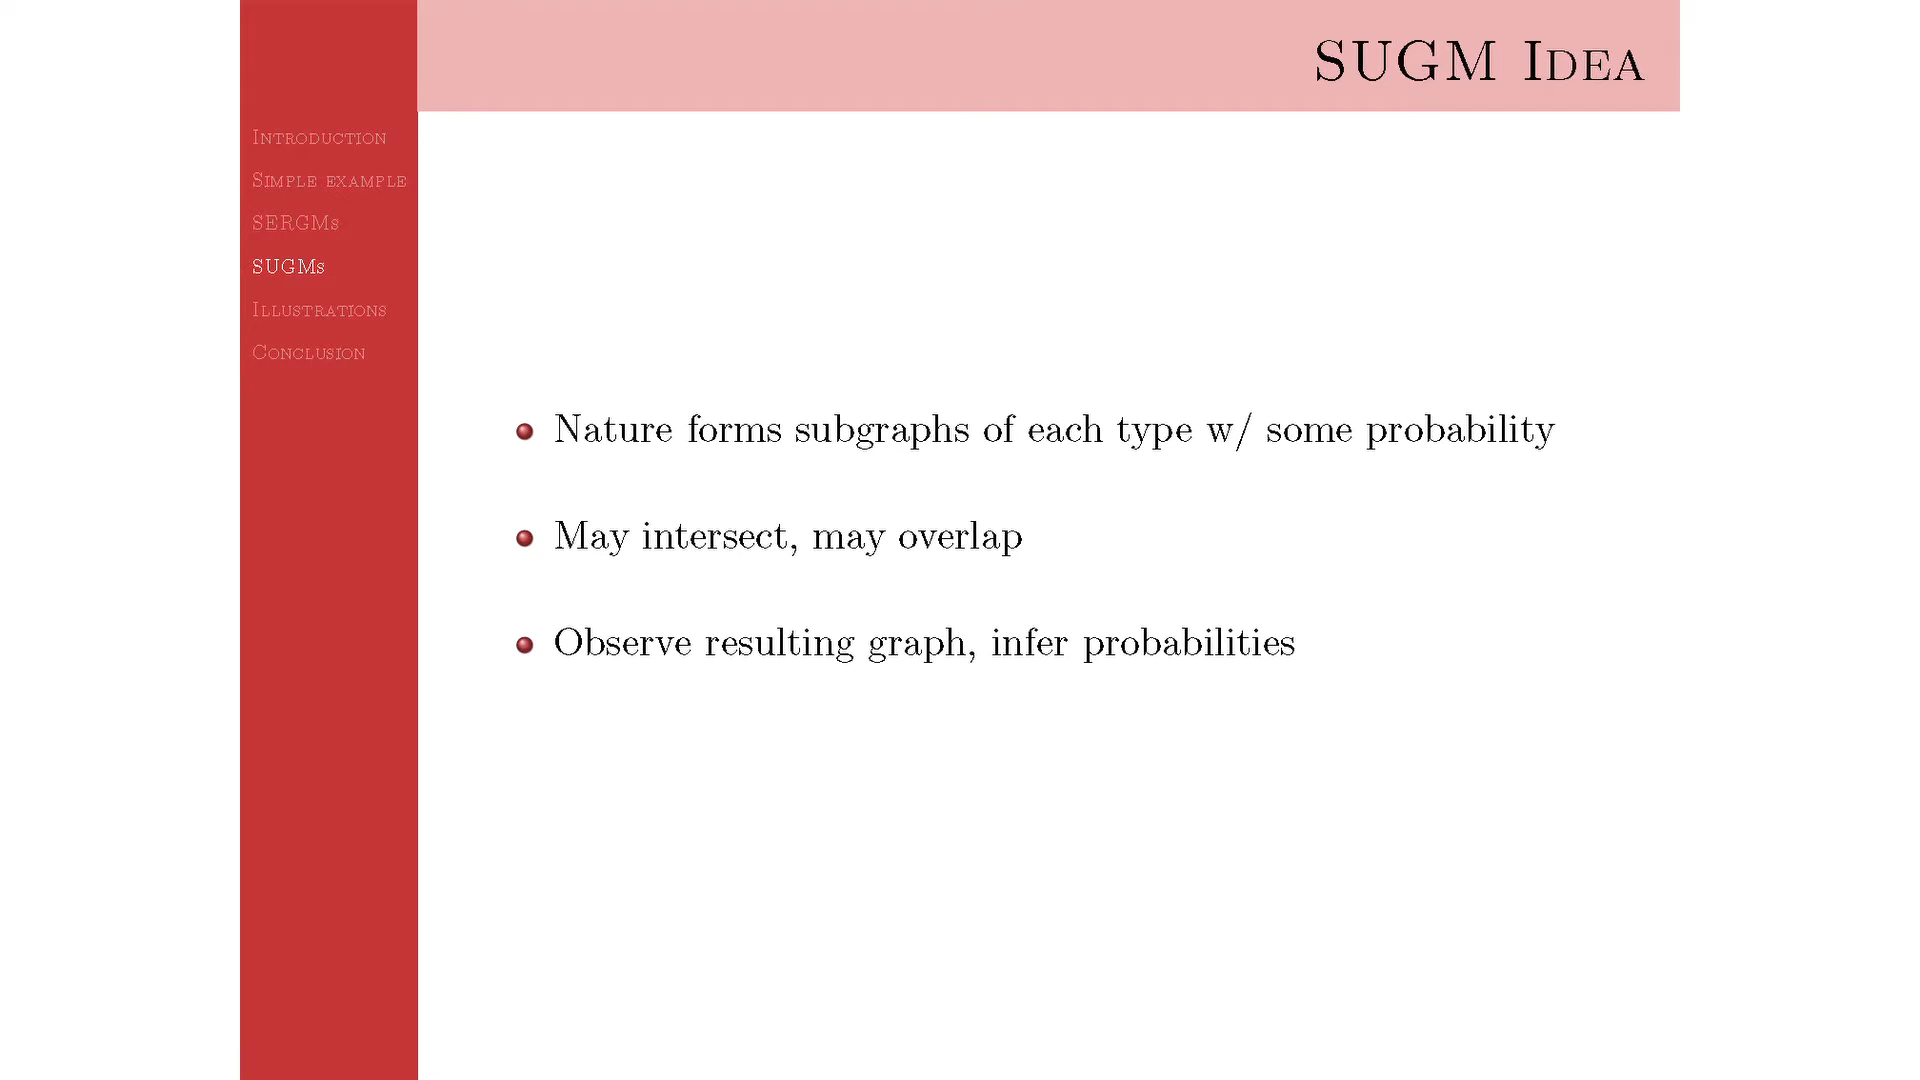 SUGM Idea
Introduction
Simple example
SERGMs
SUGMs
Illustrations
Conclusion
Nature forms subgraphs of each type w/ some probability
May intersect, may overlap
Observe resulting graph, infer probabilities